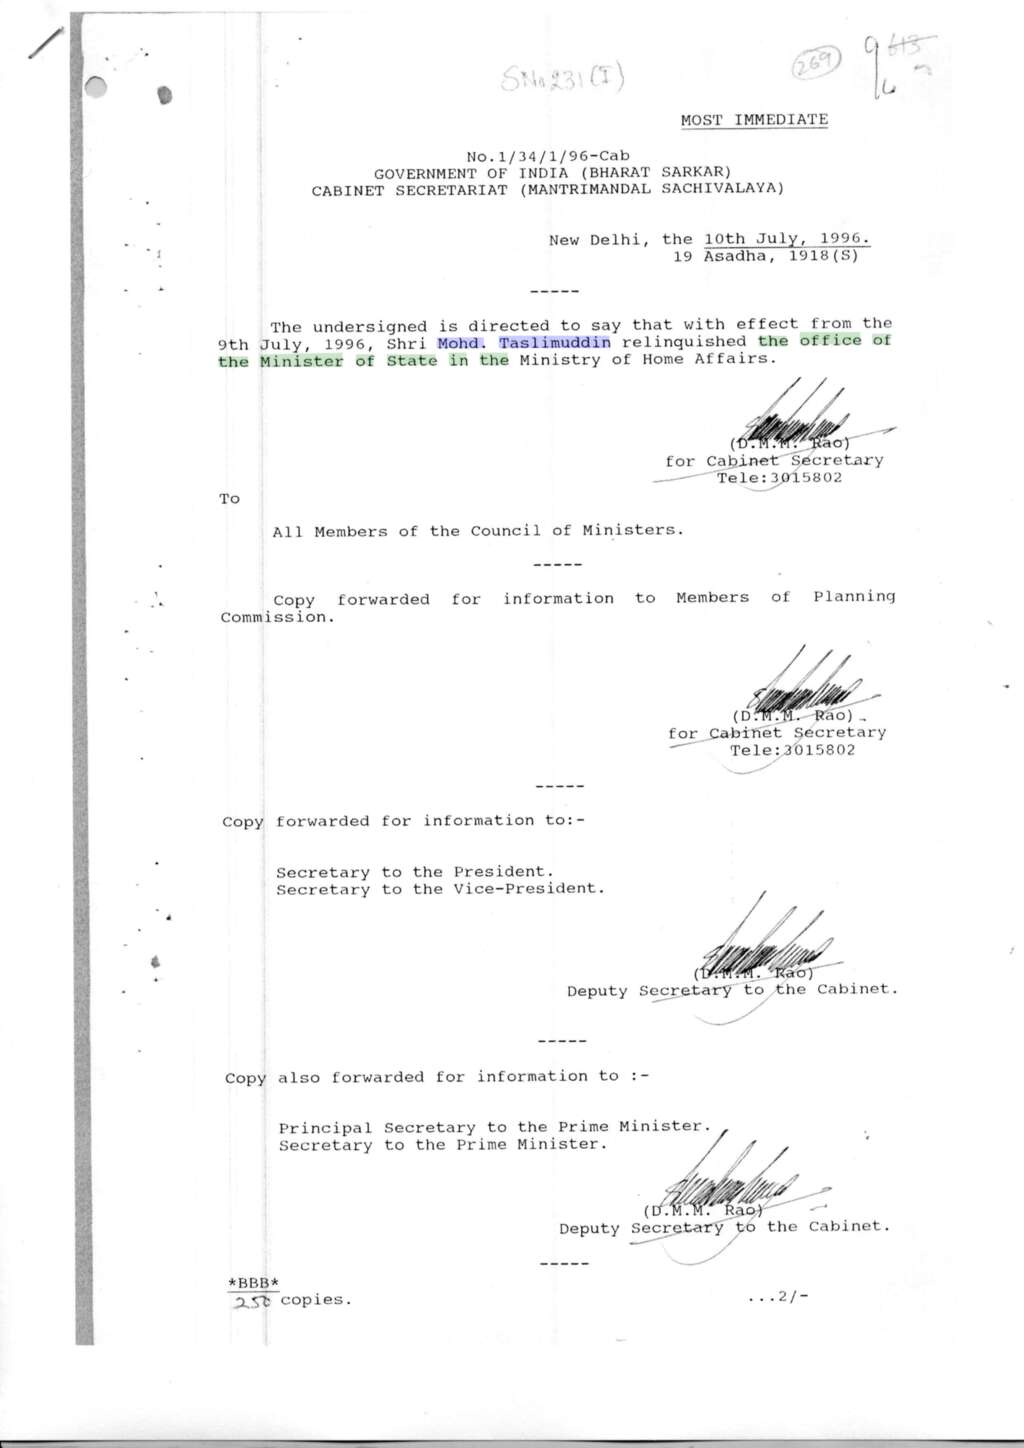 SNo 231(I)
269
613
9/6
MOST IMMEDIATE
No.1/34/1/96-Cab
GOVERNMENT OF INDIA (BHARAT SARKAR)
CABINET SECRETARIAT (MANTRIMANDAL SACHIVALAYA)
New Delhi, the 10th July, 1996.
19 Asadha, 1918(S)
-----
The undersigned is directed to say that with effect from the
9th July, 1996, Shri Mohd. Taslimuddin relinquished the office of
the Minister of State in the Ministry of Home Affairs.
(D.M.M. Rao)
for Cabinet Secretary
Tele:3015802
To
All Members of the Council of Ministers.
-----
Copy forwarded for information to Members of Planning
Commission.
(D.M.M. Rao)
for Cabinet Secretary
Tele:3015802
-----
Copy forwarded for information to:-
Secretary to the President.
Secretary to the Vice-President.
(D.M.M. Rao)
Deputy Secretary to the Cabinet.
-----
Copy also forwarded for information to :-
Principal Secretary to the Prime Minister.
Secretary to the Prime Minister.
(D.M.M. Rao)
Deputy Secretary to the Cabinet.
-----
*BBB*
250 copies.
...2/-